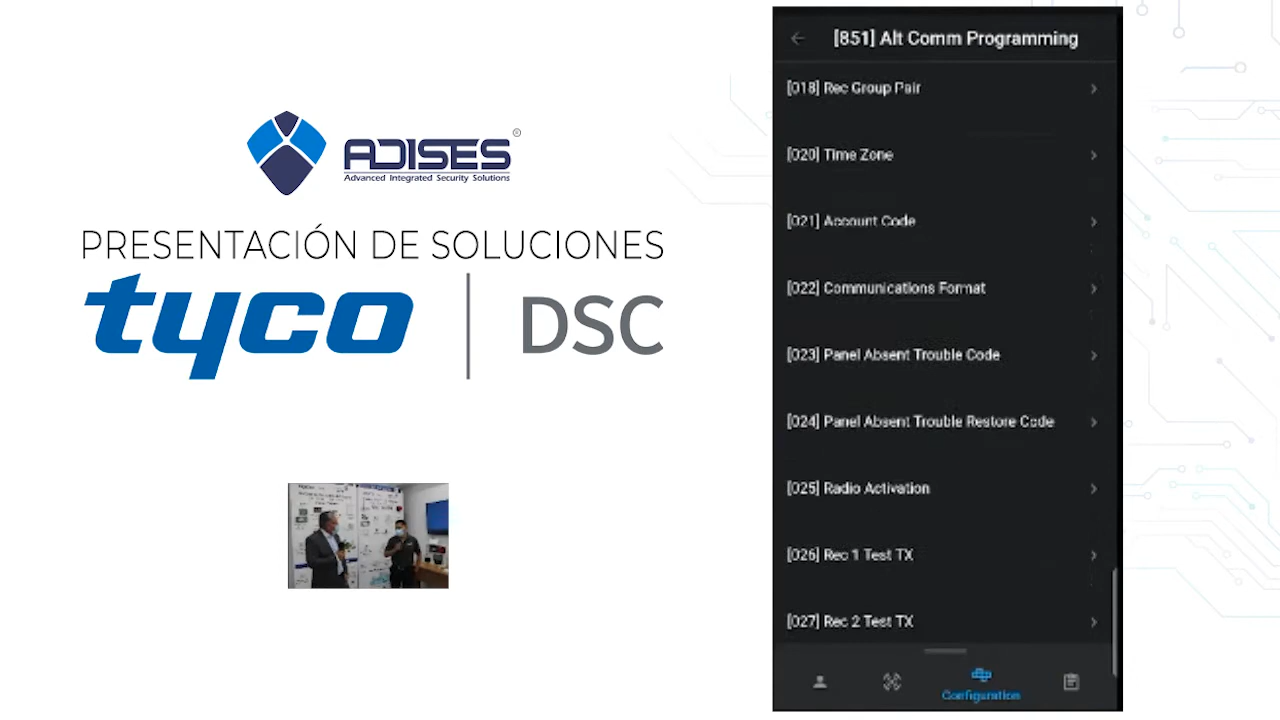 ADISES®
Advanced Integrated Security Solutions
PRESENTACIÓN DE SOLUCIONES
tyco
DSC
[851] Alt Comm Programming
[018] Rec Group Pair
[020] Time Zone
[021] Account Code
[022] Communications Format
[023] Panel Absent Trouble Code
[024] Panel Absent Trouble Restore Code
[025] Radio Activation
[026] Rec 1 Test TX
[027] Rec 2 Test TX
Configuration